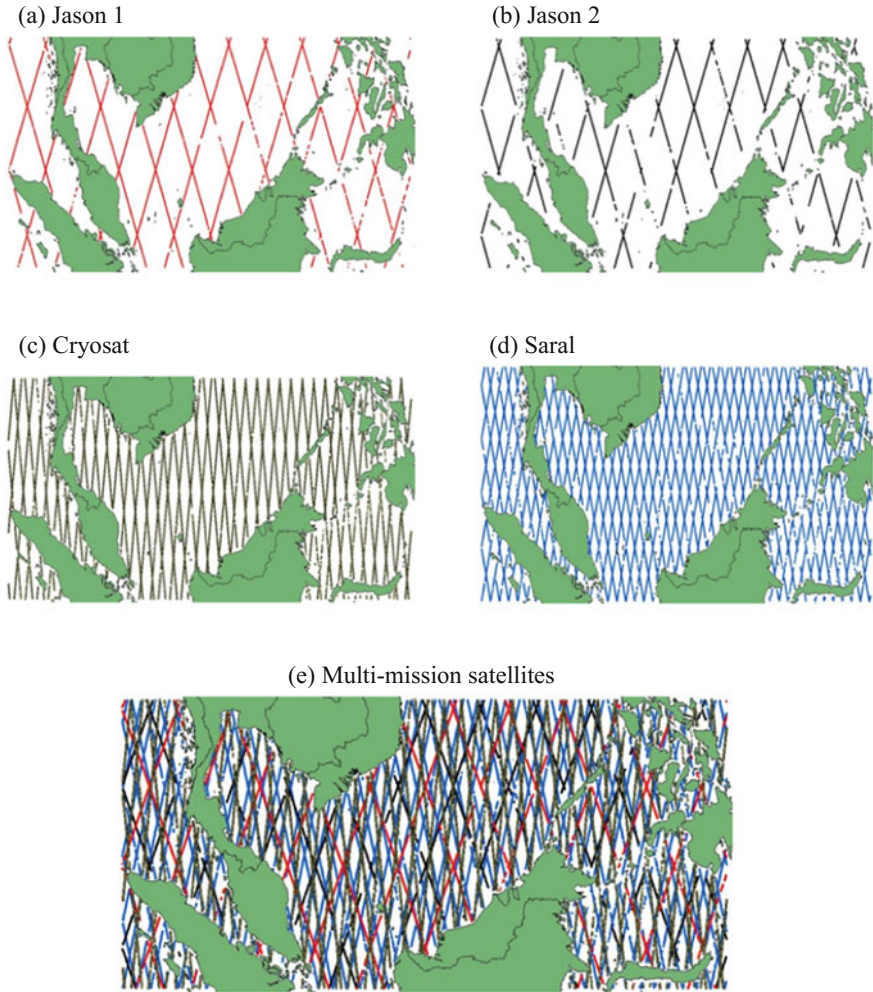 (a) Jason 1
(b) Jason 2
(c) Cryosat
(d) Saral
(e) Multi-mission satellites